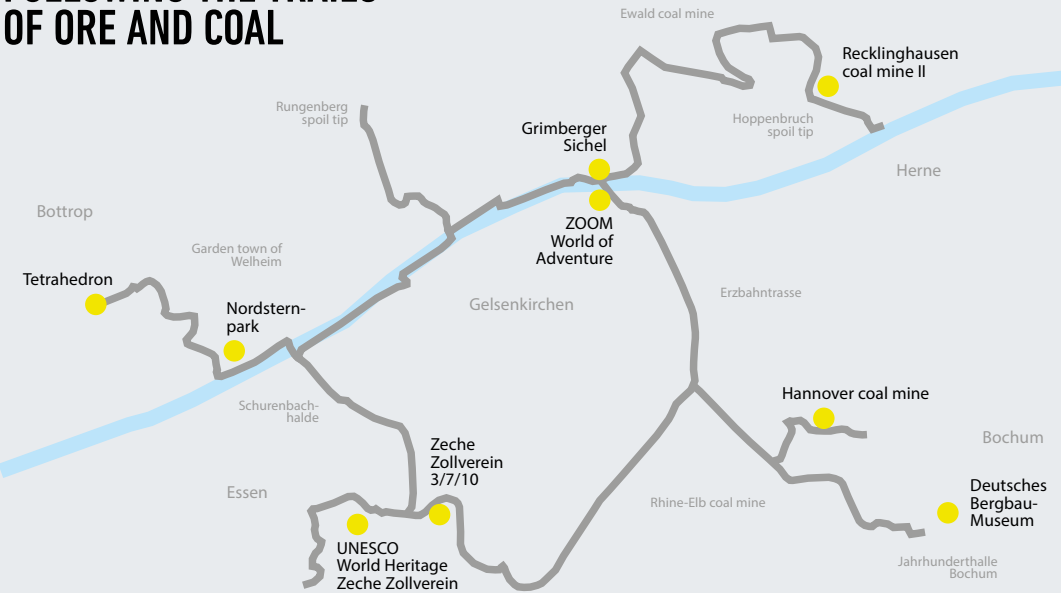 FOLLOWING THE TRAILS
OF ORE AND COAL
Ewald coal mine
Recklinghausen
coal mine II
Rungenberg
spoil tip
Hoppenbruch
spoil tip
Grimberger
Sichel
Herne
Bottrop
ZOOM
World of
Adventure
Garden town of
Welheim
Tetrahedron
Nordstern-
park
Gelsenkirchen
Erzbahntrasse
Schurenbach-
halde
Hannover coal mine
Zeche
Zollverein
3/7/10
Bochum
Essen
Rhine-Elb coal mine
Deutsches
Bergbau-
Museum
UNESCO
World Heritage
Zeche Zollverein
Jahrhunderthalle
Bochum